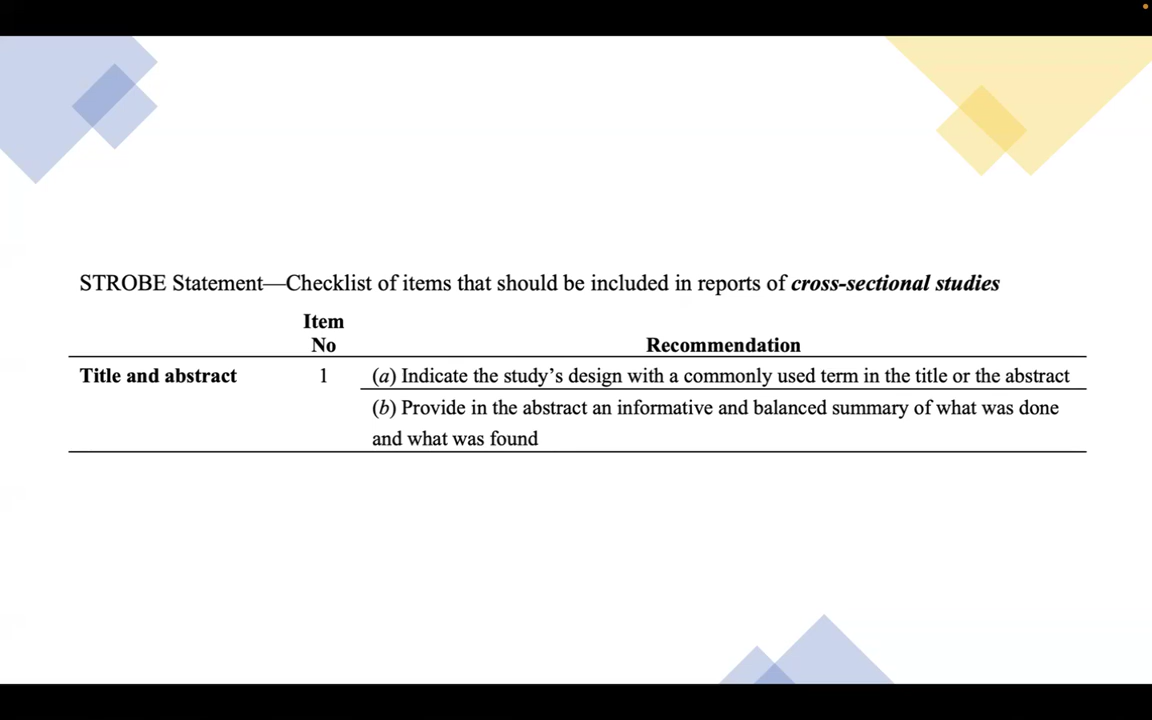 STROBE Statement—Checklist of items that should be included in reports of cross-sectional studies
Item
No
Recommendation
Title and abstract 1 (a) Indicate the study’s design with a commonly used term in the title or the abstract
(b) Provide in the abstract an informative and balanced summary of what was done
and what was found